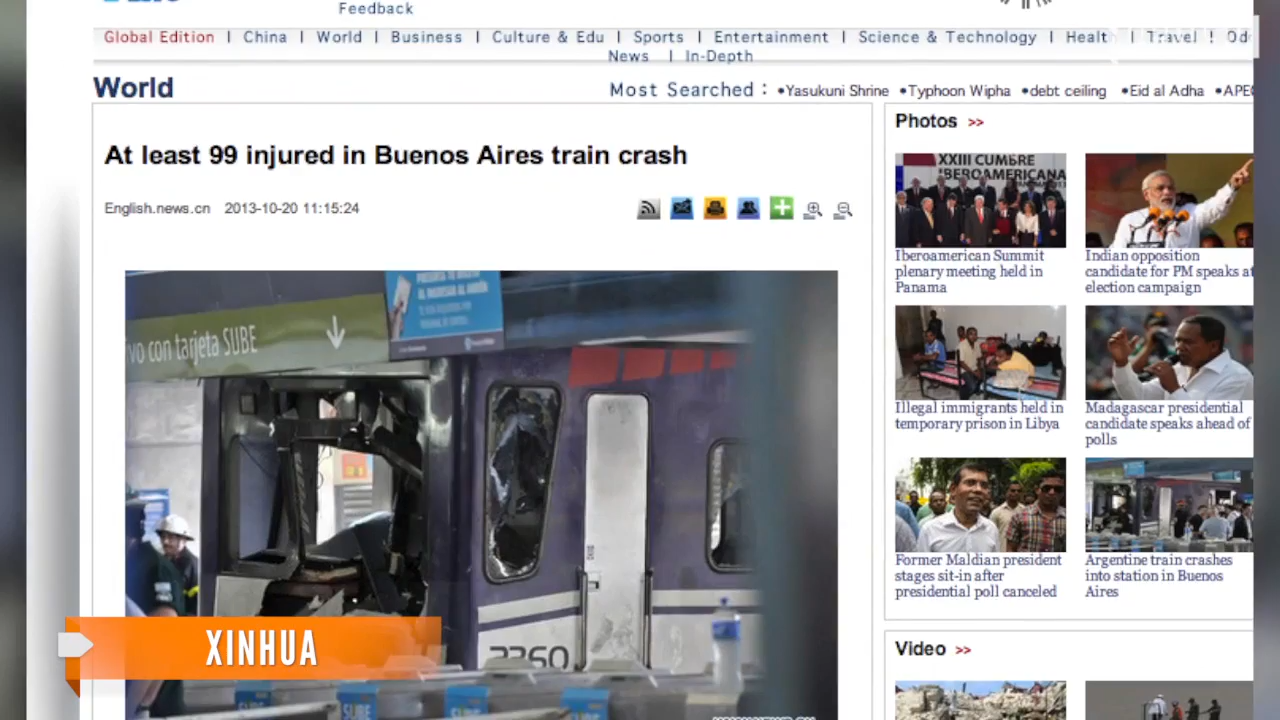 Feedback
Global Edition | China | World | Business | Culture & Edu | Sports | Entertainment | Science & Technology | Health | Travel |
News | In-Depth
World
Most Searched : •Yasukuni Shrine •Typhoon Wipha •debt ceiling •Eid al Adha
At least 99 injured in Buenos Aires train crash
English.news.cn 2013-10-20 11:15:24
con tarjeta SUBE
2360
SUBE
SUBE
XINHUA
Photos >>
XXIII CUMBRE
IBEROAMERICANA
Iberoamerican Summit
plenary meeting held in
Panama
Indian opposition
candidate for PM speaks at
election campaign
Illegal immigrants held in
temporary prison in Libya
Madagascar presidential
candidate speaks ahead of
polls
Former Maldian president
stages sit-in after
presidential poll canceled
Argentine train crashes
into station in Buenos
Aires
Video >>